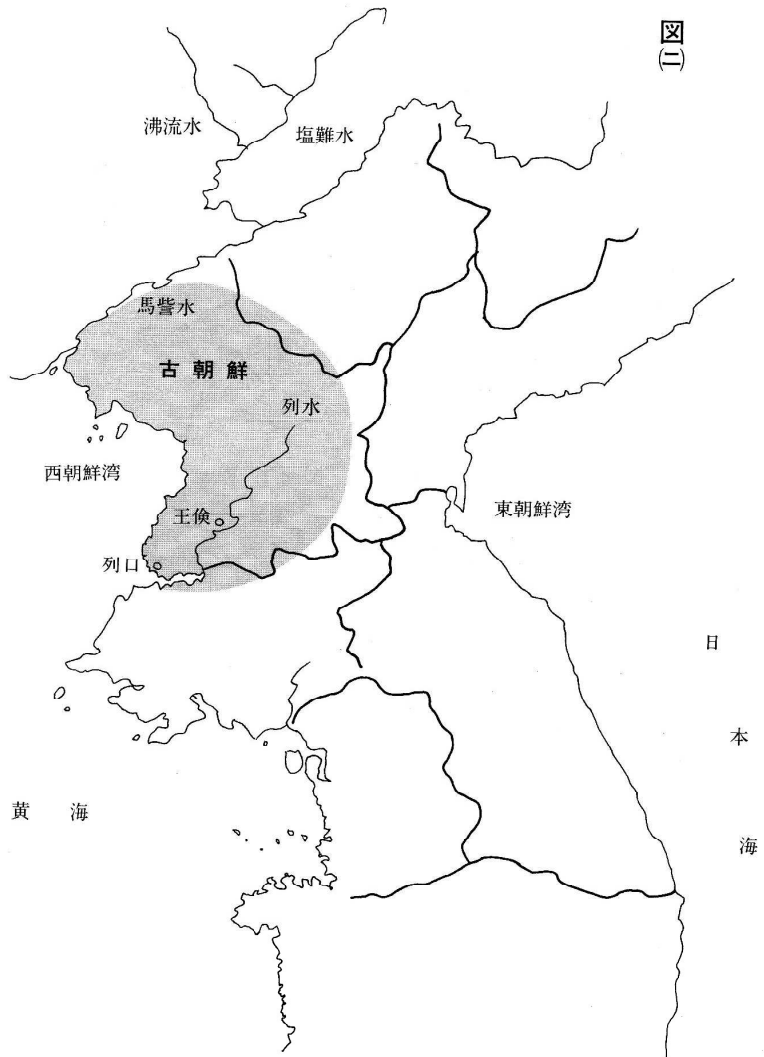 図
(二)
沸流水
塩難水
馬訾水
古朝鮮
列水
西朝鮮湾
王倹
列口
東朝鮮湾
日本海
黄海